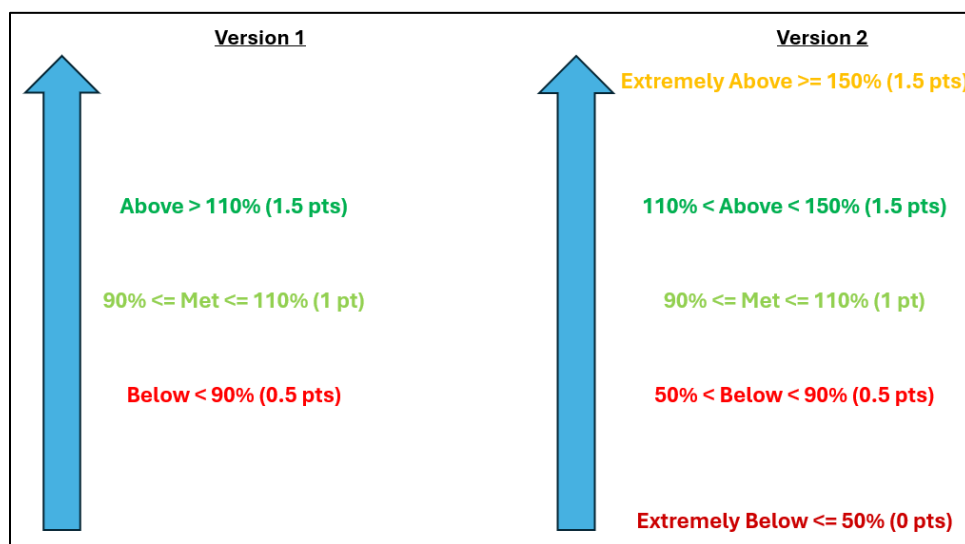 Version 1
Above > 110% (1.5 pts)
90% <= Met <= 110% (1 pt)
Below < 90% (0.5 pts)
Version 2
Extremely Above >= 150% (1.5 pts)
110% < Above < 150% (1.5 pts)
90% <= Met <= 110% (1 pt)
50% < Below < 90% (0.5 pts)
Extremely Below <= 50% (0 pts)